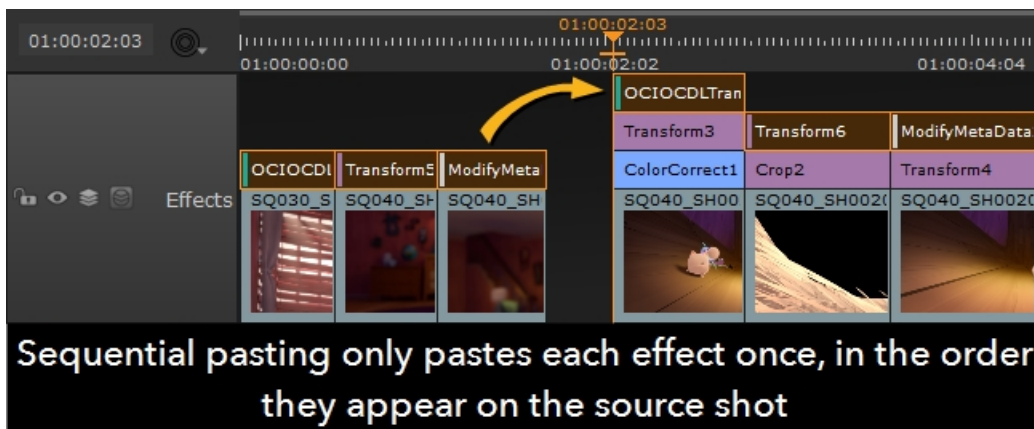 01:00:02:03
01:00:02:03
01:00:00:00
01:00:02:02
01:00:04:04
OCIOCDLTran
Transform3
Transform6
ModifyMetaData
OCIOCDL
Transform5
ModifyMeta
ColorCorrect1
Crop2
Transform4
Effects
SQ030_S
SQ040_SH
SQ040_SH
SQ040_SH00
SQ040_SH002(
SQ040_SH0020
Sequential pasting only pastes each effect once, in the order
they appear on the source shot